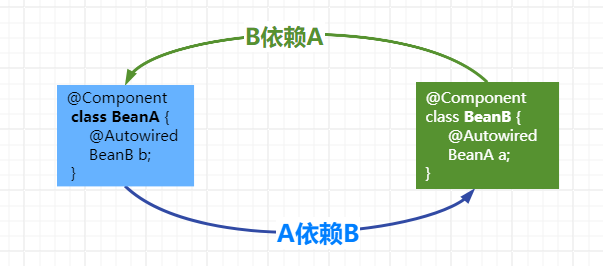 B依赖A
@Component
class BeanA {
@Autowired
BeanB b;
}
@Component
class BeanB {
@Autowired
BeanA a;
}
A依赖B